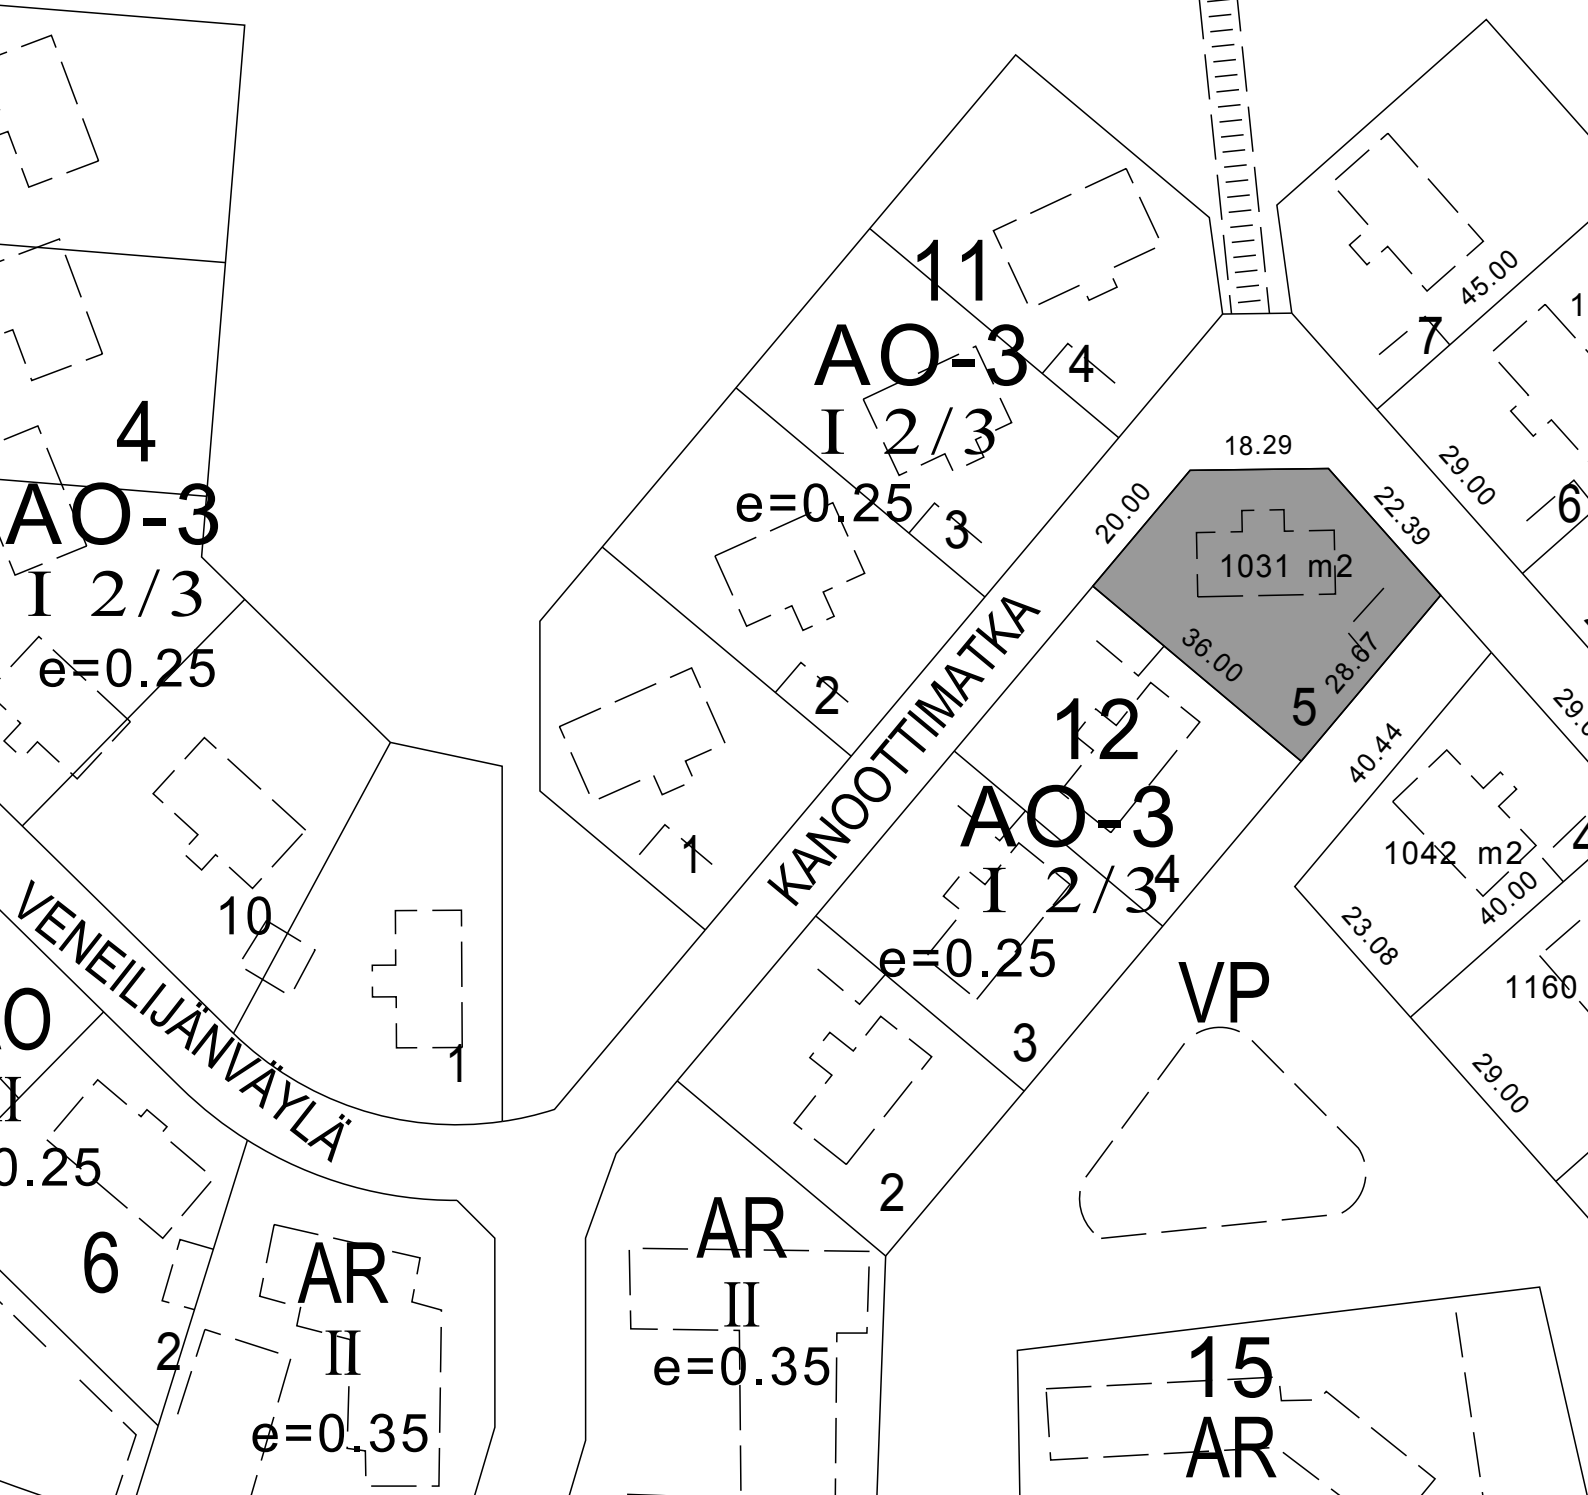 11
AO-3
I 2/3
e=0.25
4
3
2
1
4
AO-3
I 2/3
e=0.25
10
1
VENEILIJÄNVÄYLÄ
KANOOTTIMATKA
18.29
20.00
22.39
1031 m2
36.00
28.67
5
45.00
7
29.00
6
12
AO-3
I 2/3
e=0.25
4
3
2
40.44
1042 m2
40.00
23.08
1160
29.00
VP
0.25
6
2
AR
II
e=0.35
AR
II
e=0.35
15
AR